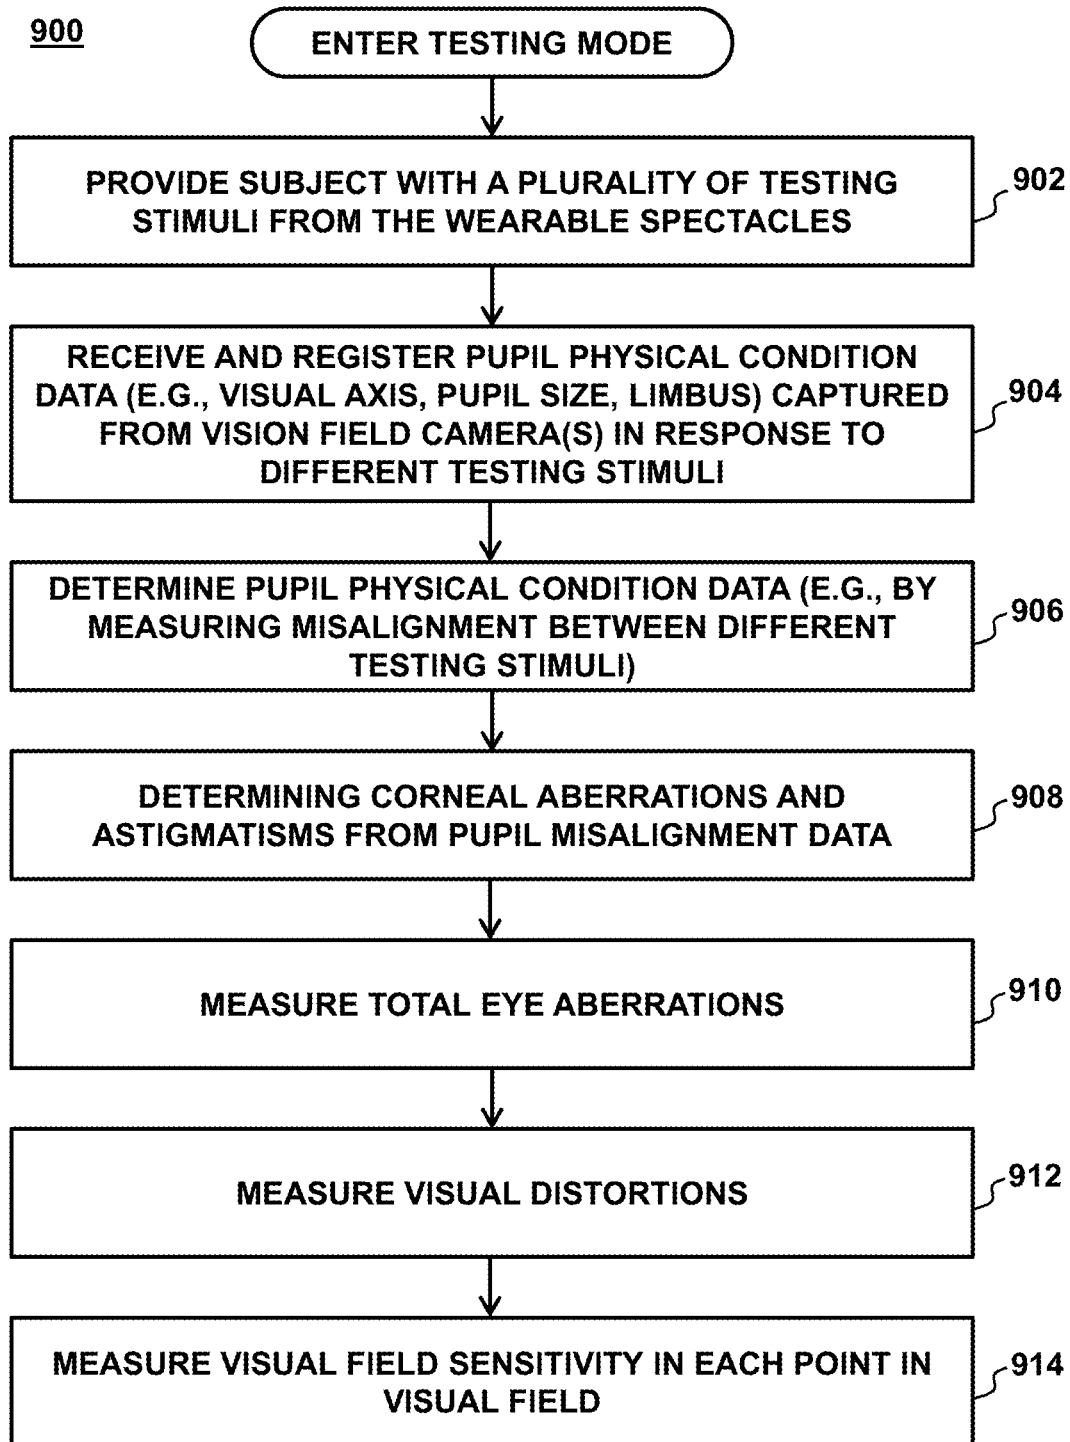 900
ENTER TESTING MODE
PROVIDE SUBJECT WITH A PLURALITY OF TESTING
STIMULI FROM THE WEARABLE SPECTACLES
902
RECEIVE AND REGISTER PUPIL PHYSICAL CONDITION
DATA (E.G., VISUAL AXIS, PUPIL SIZE, LIMBUS) CAPTURED
FROM VISION FIELD CAMERA(S) IN RESPONSE TO
DIFFERENT TESTING STIMULI
904
DETERMINE PUPIL PHYSICAL CONDITION DATA (E.G., BY
MEASURING MISALIGNMENT BETWEEN DIFFERENT
TESTING STIMULI)
906
DETERMINING CORNEAL ABERRATIONS AND
ASTIGMATISMS FROM PUPIL MISALIGNMENT DATA
908
MEASURE TOTAL EYE ABERRATIONS
910
MEASURE VISUAL DISTORTIONS
912
MEASURE VISUAL FIELD SENSITIVITY IN EACH POINT IN
VISUAL FIELD
914